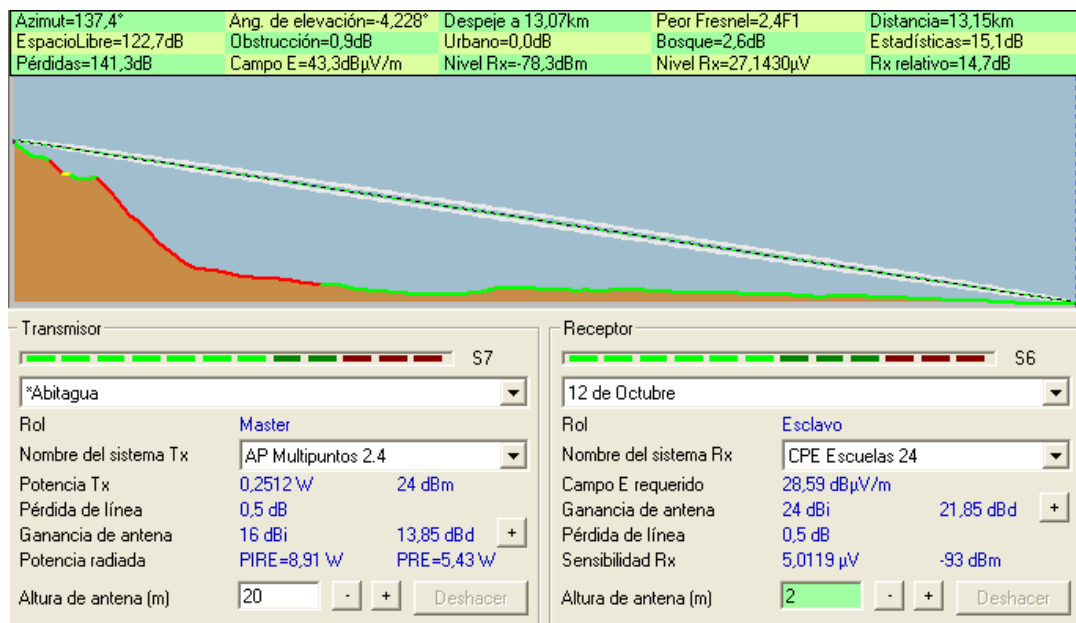 Azimut=137,4° Ang. de elevación=-4,228° Despeje a 13,07km Peor Fresnel=2,4F1 Distancia=13,15km
EspacioLibre=122,7dB Obstrucción=0,9dB Urbano=0,0dB Bosque=2,6dB Estadísticas=15,1dB
Pérdidas=141,3dB Campo E=43,3dBµV/m Nivel Rx=-78,3dBm Nivel Rx=27,1430µV Rx relativo=14,7dB
Transmisor
S7
*Abitagua
Rol Master
Nombre del sistema Tx AP Multipuntos 2.4
Potencia Tx 0,2512 W 24 dBm
Pérdida de línea 0,5 dB
Ganancia de antena 16 dBi 13,85 dBd +
Potencia radiada PIRE=8,91 W PRE=5,43 W
Altura de antena (m) 20 - + Deshacer
Receptor
S6
12 de Octubre
Rol Esclavo
Nombre del sistema Rx CPE Escuelas 24
Campo E requerido 28,59 dBµV/m
Ganancia de antena 24 dBi 21,85 dBd +
Pérdida de línea 0,5 dB
Sensibilidad Rx 5,0119 µV -93 dBm
Altura de antena (m) 2 - + Deshacer